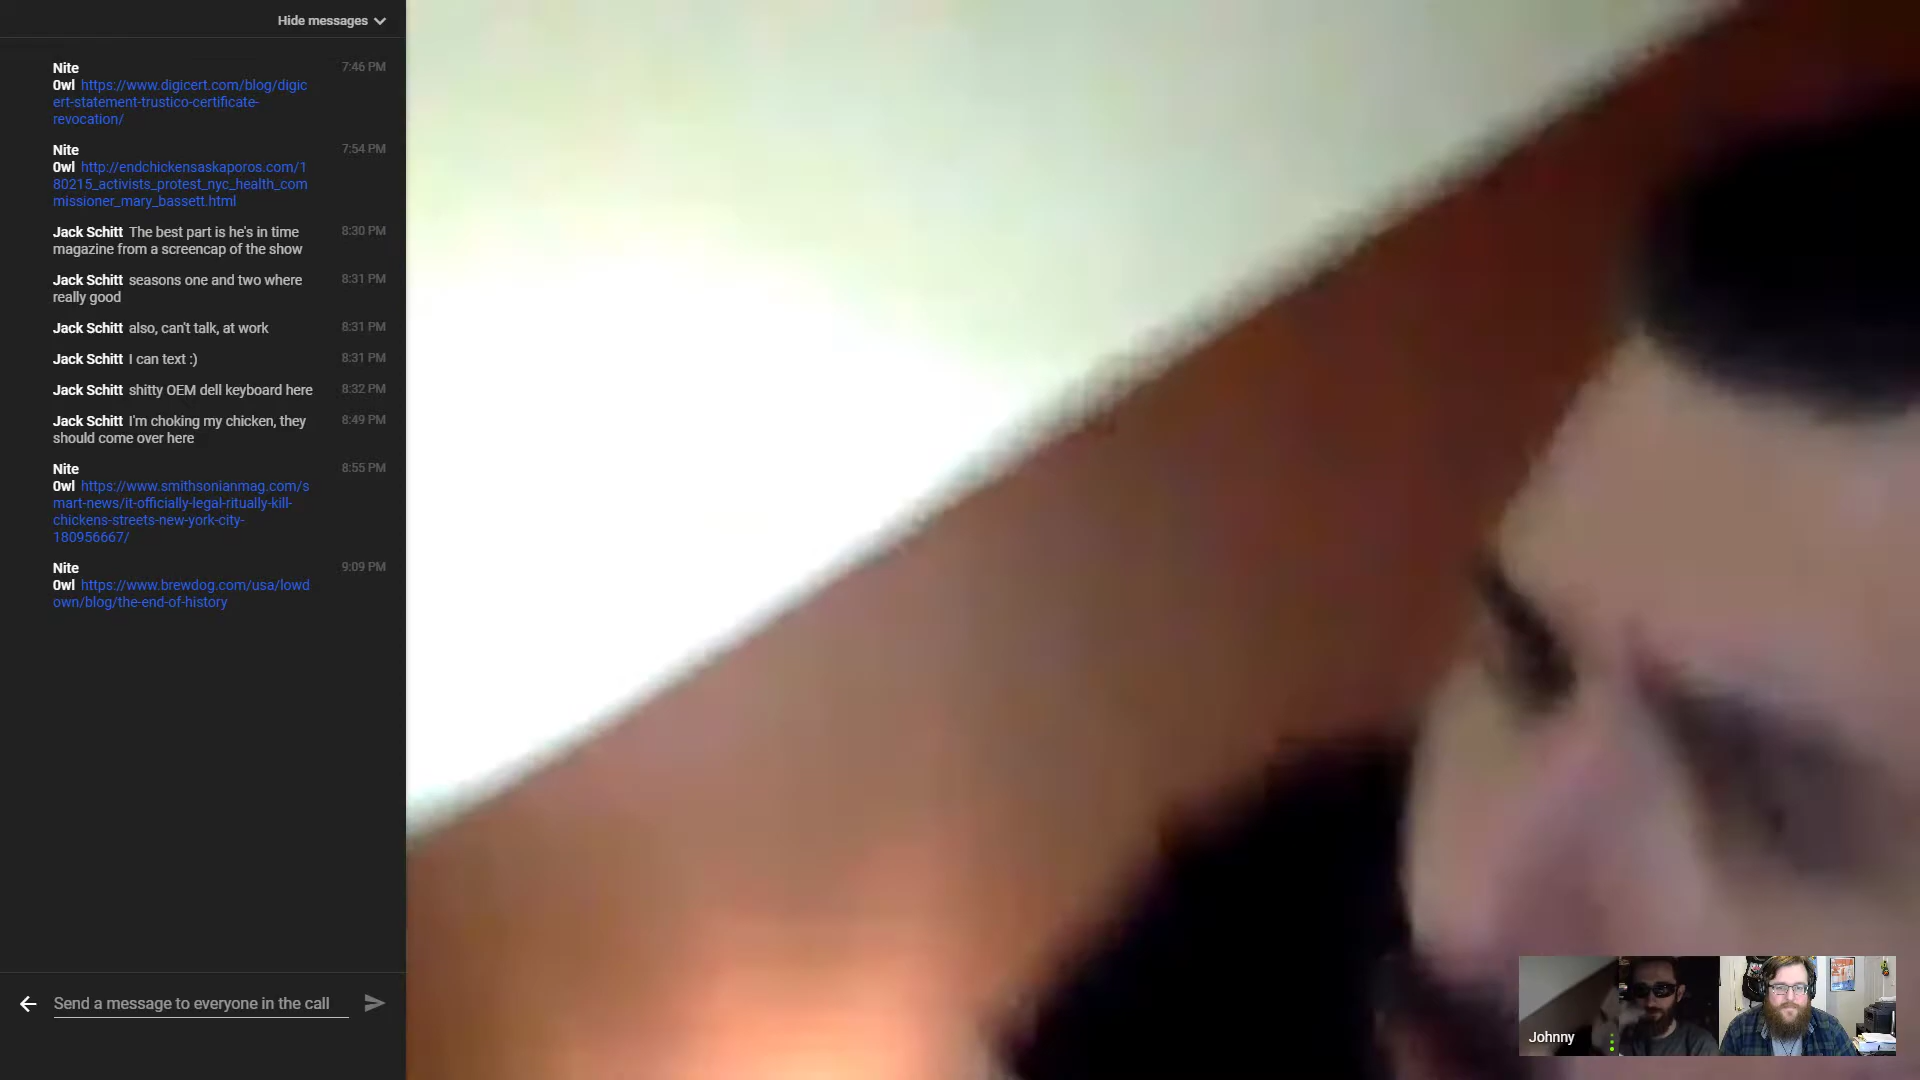 Hide messages
Nite 7:46 PM
0wl https://www.digicert.com/blog/digic
ert-statement-trustico-certificate-
revocation/
Nite 7:54 PM
0wl http://endchickensaskaporos.com/1
80215_activists_protest_nyc_health_com
missioner_mary_bassett.html
Jack Schitt The best part is he's in time 8:30 PM
magazine from a screencap of the show
Jack Schitt seasons one and two where 8:31 PM
really good
Jack Schitt also, can't talk, at work 8:31 PM
Jack Schitt I can text :) 8:31 PM
Jack Schitt shitty OEM dell keyboard here 8:32 PM
Jack Schitt I'm choking my chicken, they 8:49 PM
should come over here
Nite 8:55 PM
0wl https://www.smithsonianmag.com/s
mart-news/it-officially-legal-ritually-kill-
chickens-streets-new-york-city-
180956667/
Nite 9:09 PM
0wl https://www.brewdog.com/usa/lowd
own/blog/the-end-of-history
Send a message to everyone in the call
Johnny